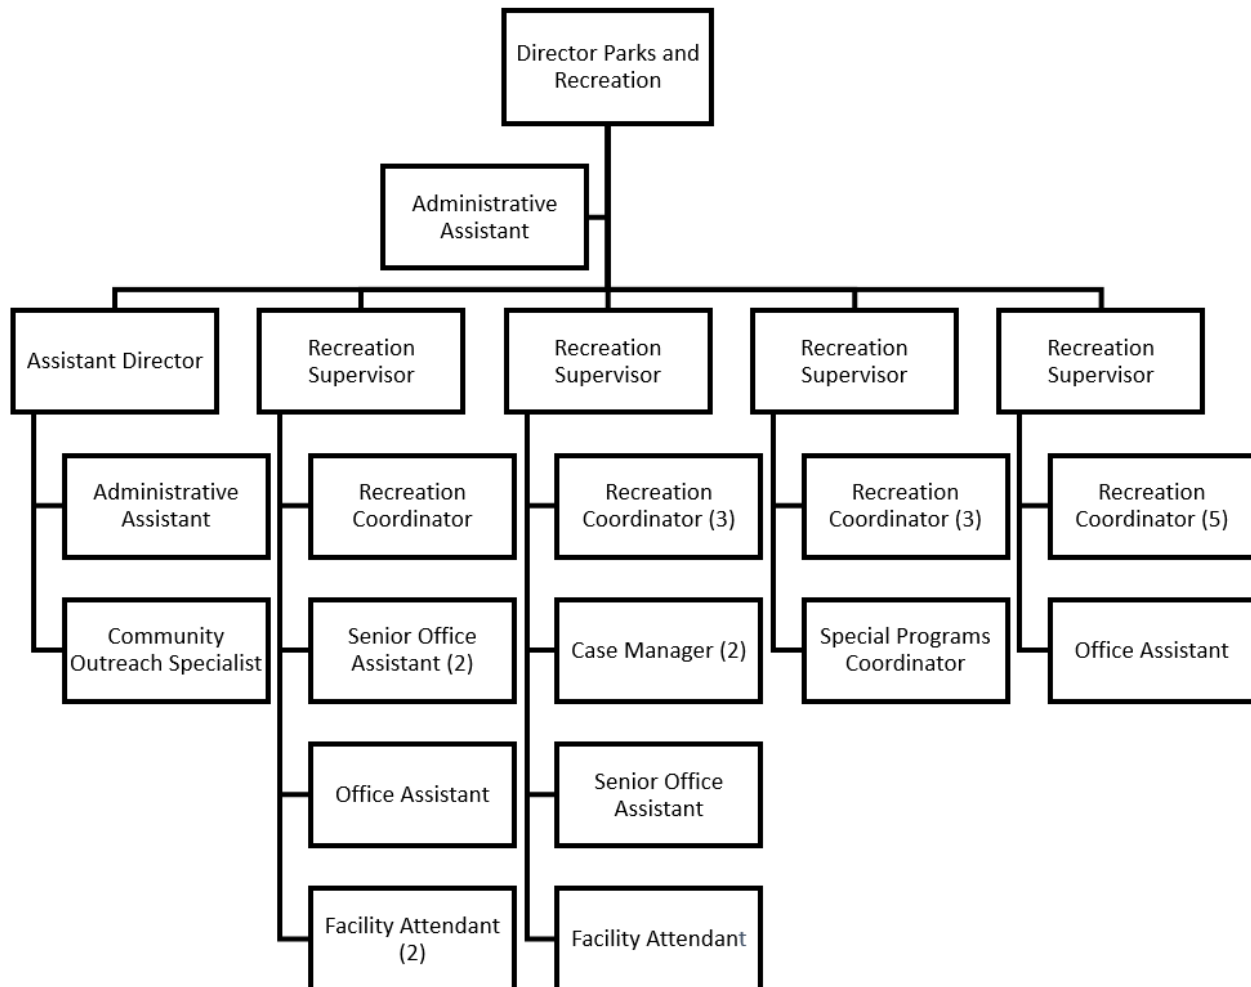 Director Parks and
Recreation
Administrative
Assistant
Assistant Director
Recreation
Supervisor
Recreation
Supervisor
Recreation
Supervisor
Recreation
Supervisor
Administrative
Assistant
Recreation
Coordinator
Recreation
Coordinator (3)
Recreation
Coordinator (3)
Recreation
Coordinator (5)
Community
Outreach Specialist
Senior Office
Assistant (2)
Case Manager (2)
Special Programs
Coordinator
Office Assistant
Office Assistant
Senior Office
Assistant
Facility Attendant
(2)
Facility Attendant